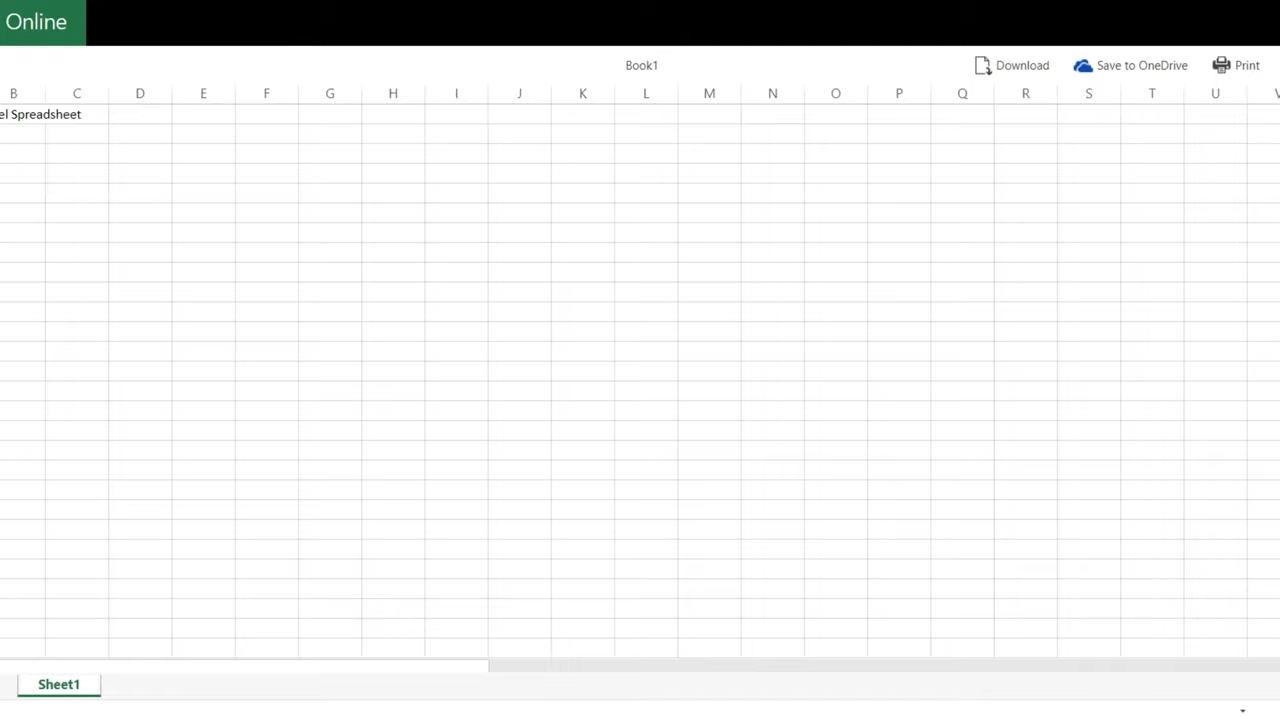 Online
Book1 Download Save to OneDrive Print
B C D E F G H I J K L M N O P Q R S T U
el Spreadsheet
Sheet1